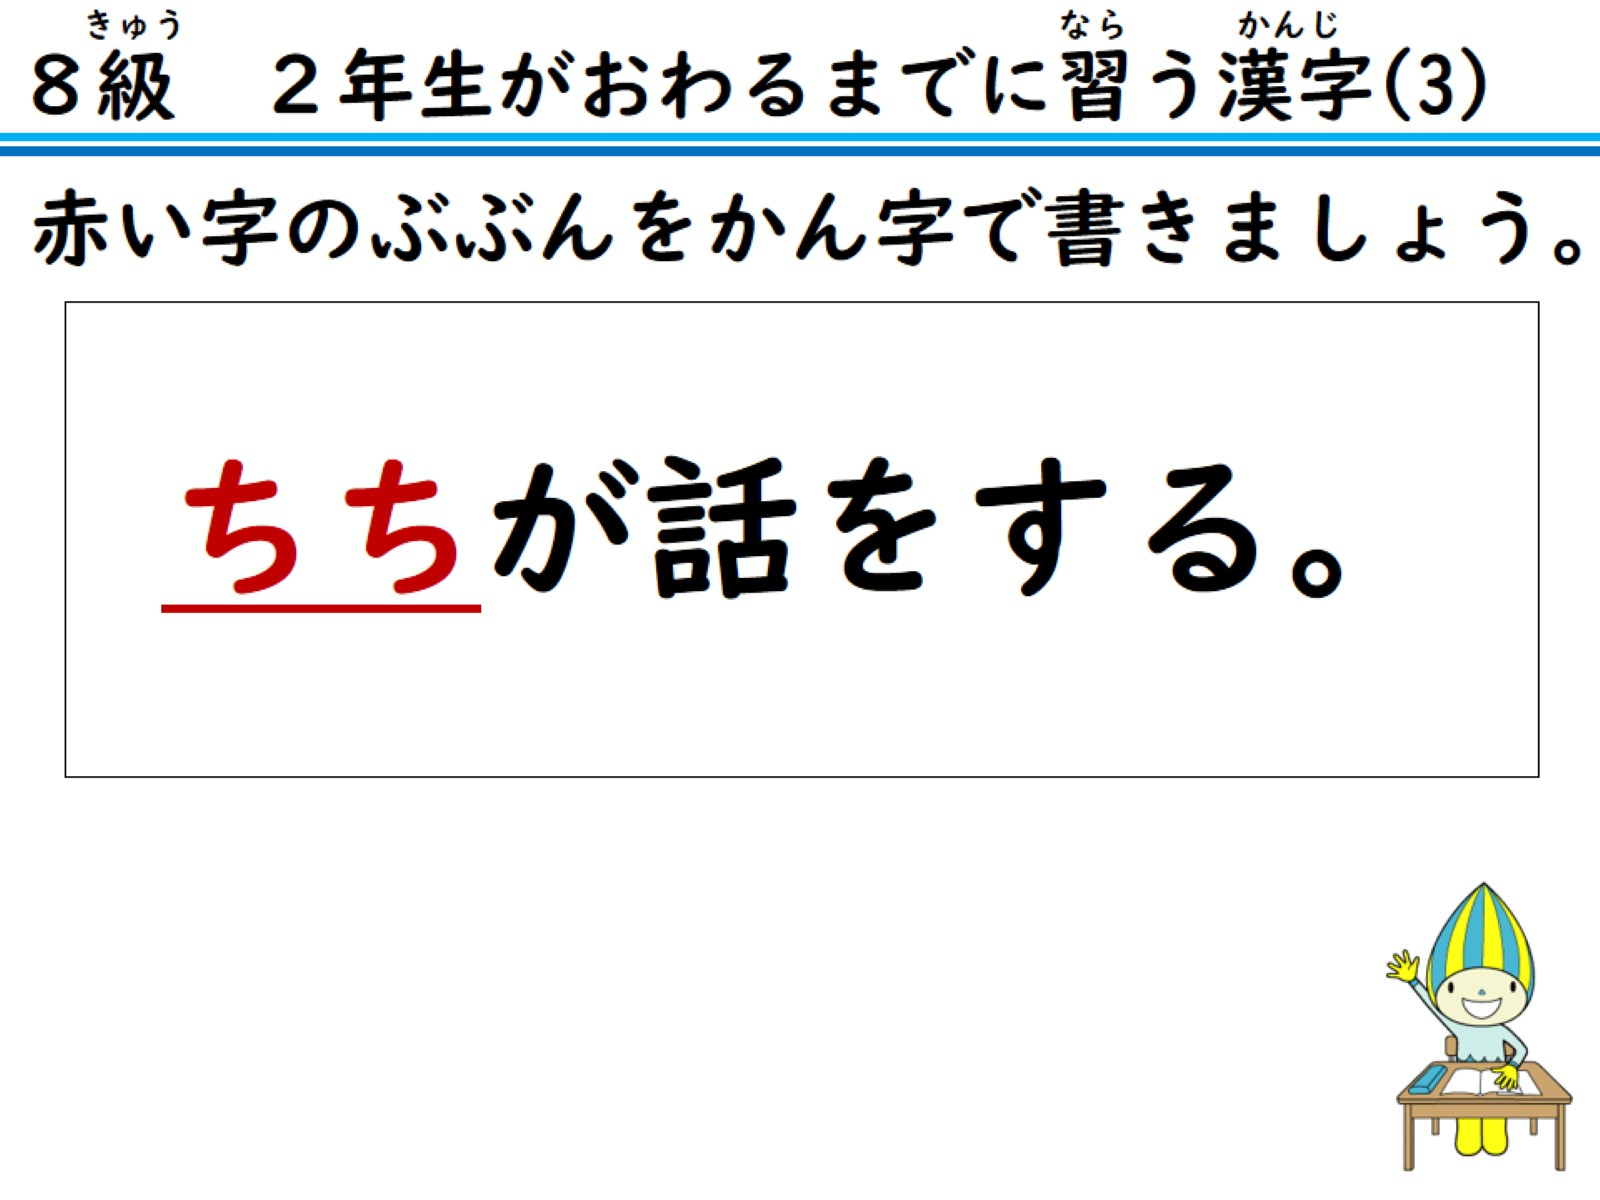 きゅう なら かんじ
８級　２年生がおわるまでに習う漢字(3)
赤い字のぶぶんをかん字で書きましょう。
ちちが話をする。